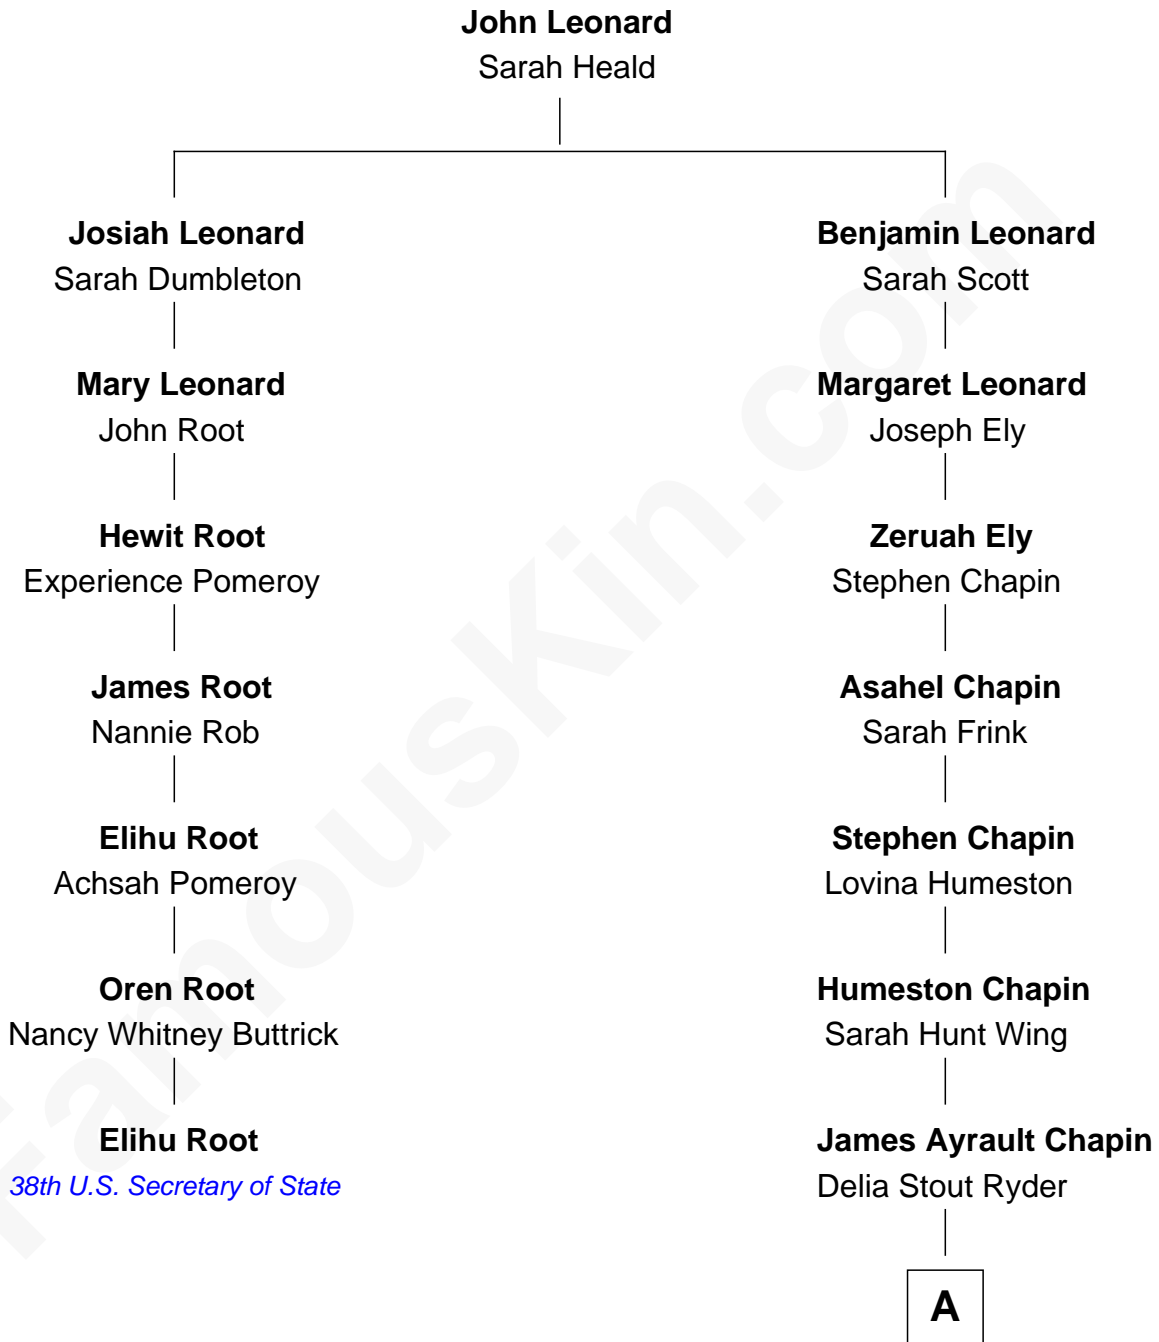 John Leonard
Sarah Heald
Josiah Leonard
Sarah Dumbleton
Benjamin Leonard
Sarah Scott
Mary Leonard
John Root
Margaret Leonard
Joseph Ely
Hewit Root
Experience Pomeroy
Zeruah Ely
Stephen Chapin
James Root
Nannie Rob
Asahel Chapin
Sarah Frink
Elihu Root
Achsah Pomeroy
Stephen Chapin
Lovina Humeston
Oren Root
Nancy Whitney Buttrick
Humeston Chapin
Sarah Hunt Wing
Elihu Root
38th U.S. Secretary of State
James Ayrault Chapin
Delia Stout Ryder
A
FamousKin.com